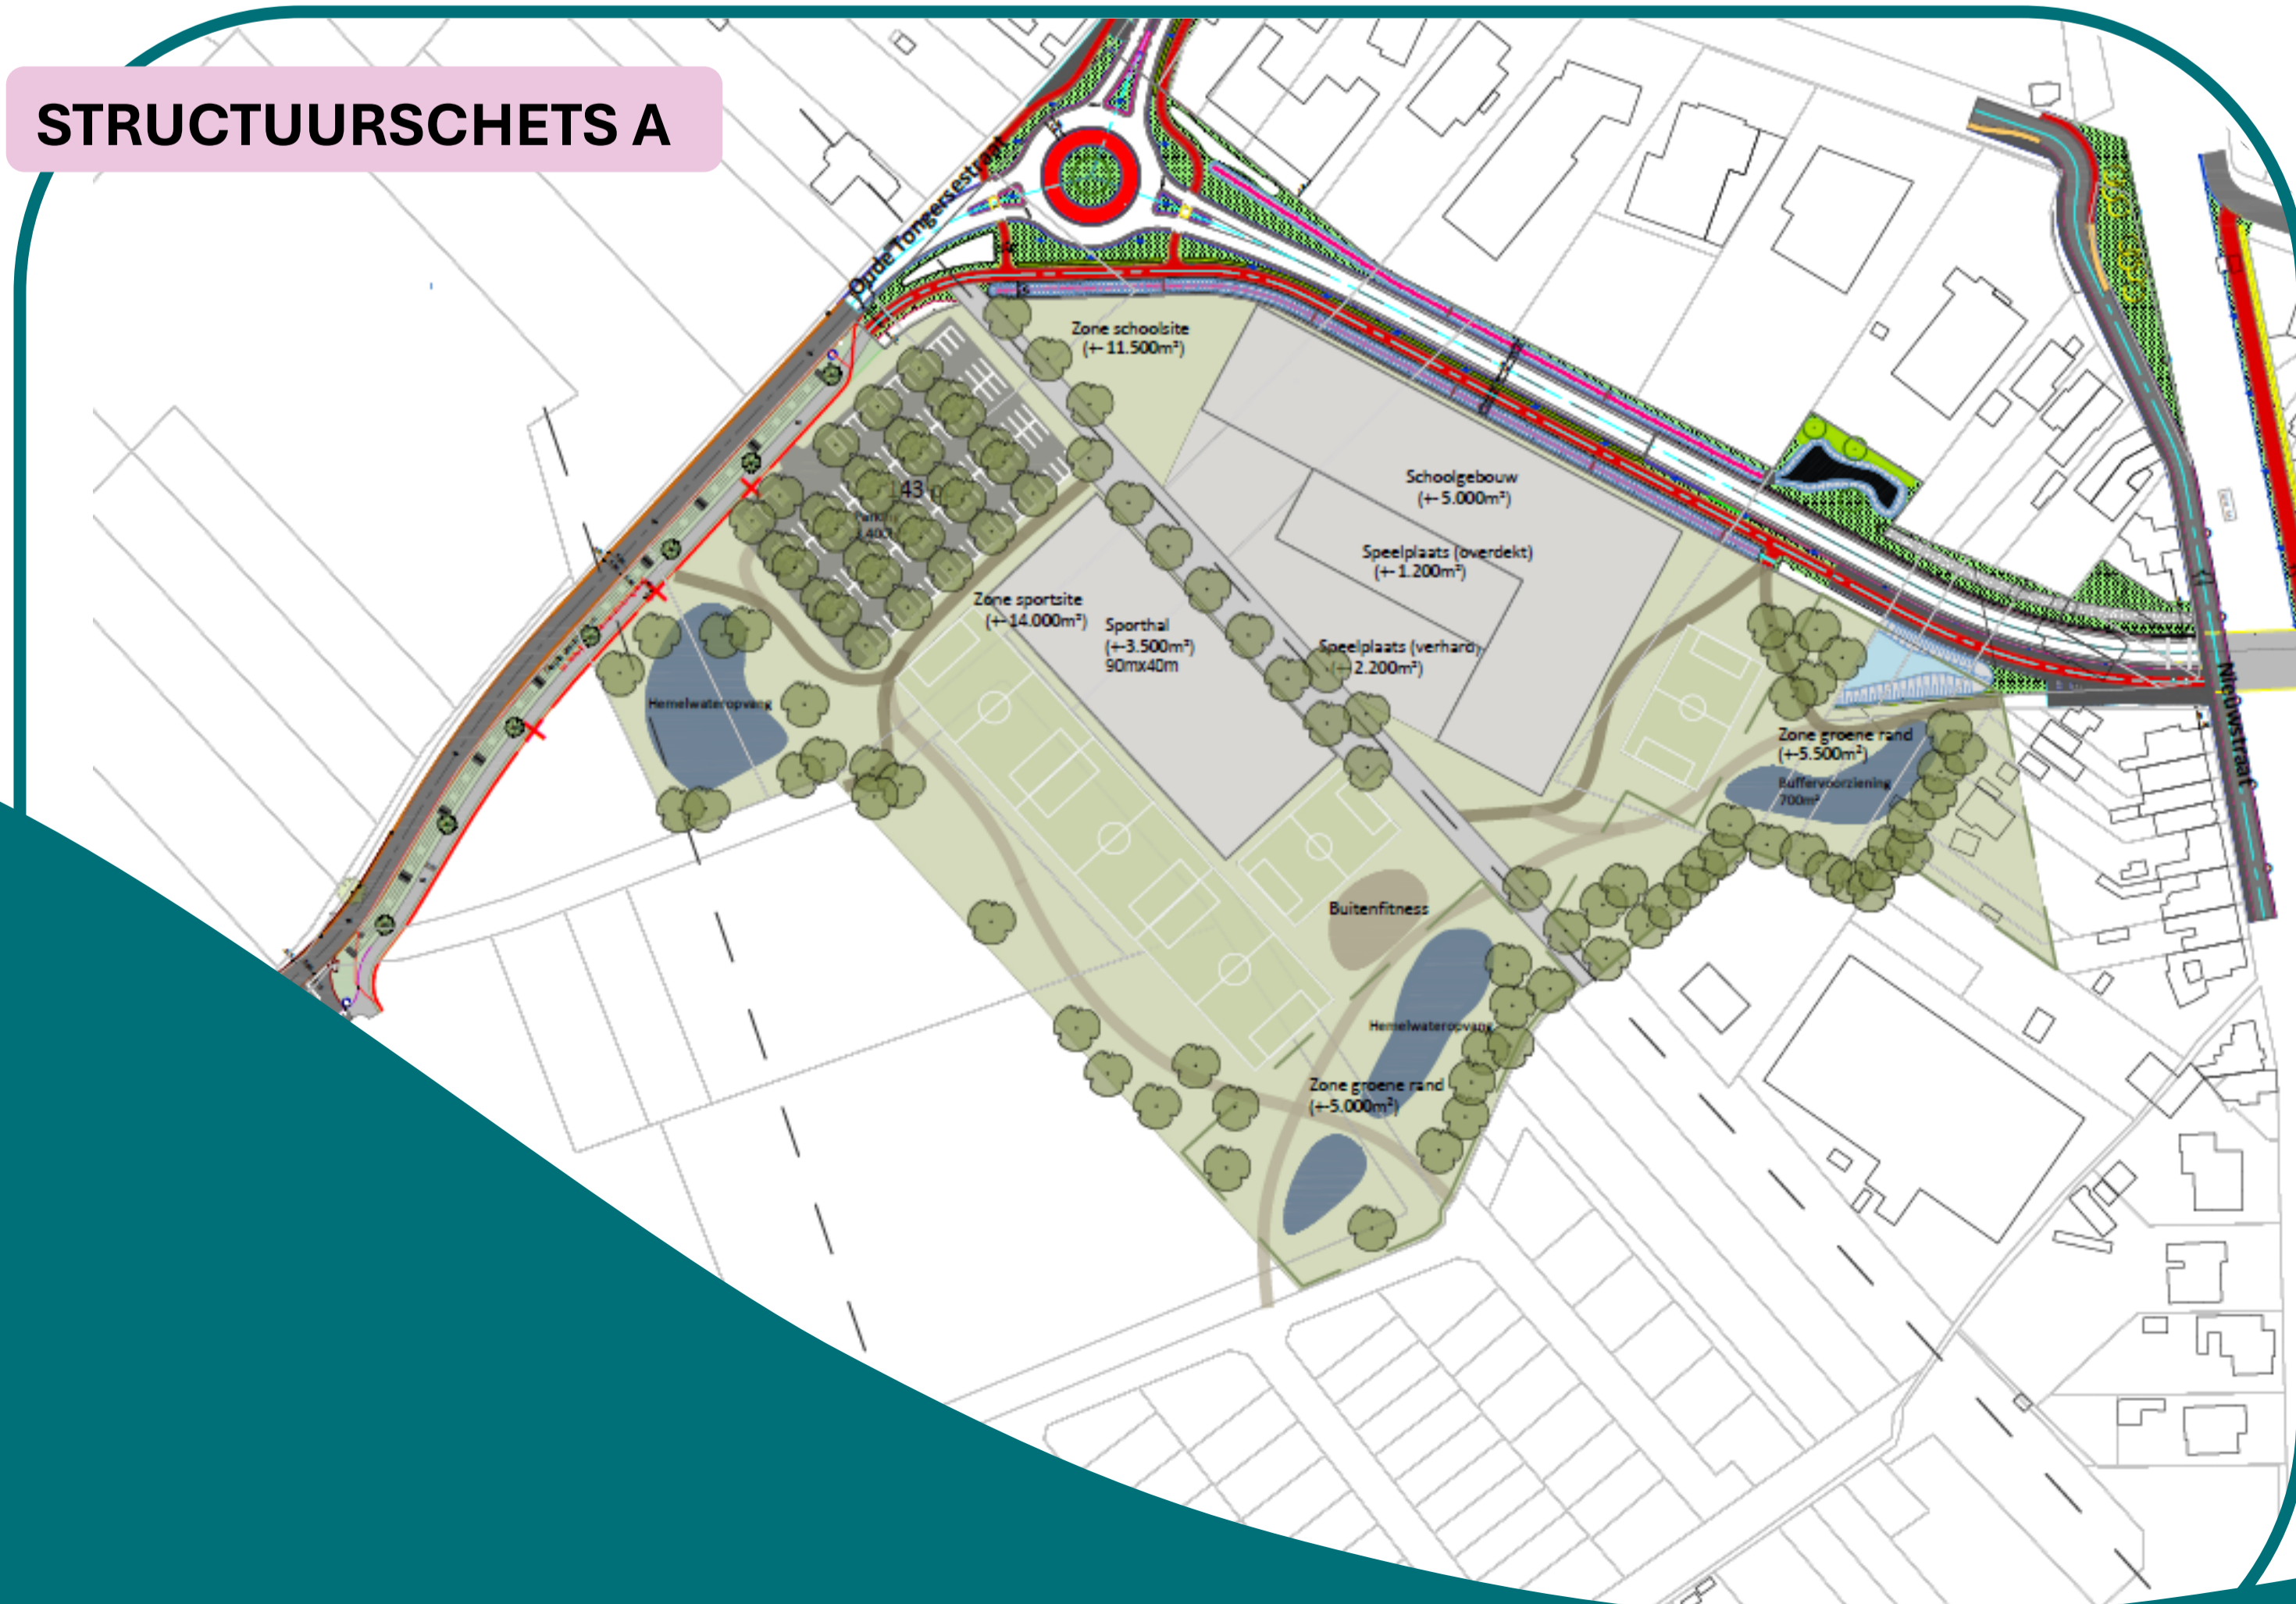 STRUCTUURSCHETS A
Oude Tongersestraat
Zone schoolsite
(+- 11.500m²)
43
Schoolgebouw
(+- 5.000m²)
Speelplaats (overdekt)
(+- 1.200m²)
Zone sportsite
(+- 14.000m²)
Sporthal
(+-3.500m²)
90mx40m
Speelplaats (verhard)
2.200m²)
Hemelwateropvang
Zone groene rand
(+-5.500m²)
Buffervoorziening
700m²
Nieuwstraat
Buitenfitness
Hemelwateropvang
Zone groene rand
(+-5.000m²)